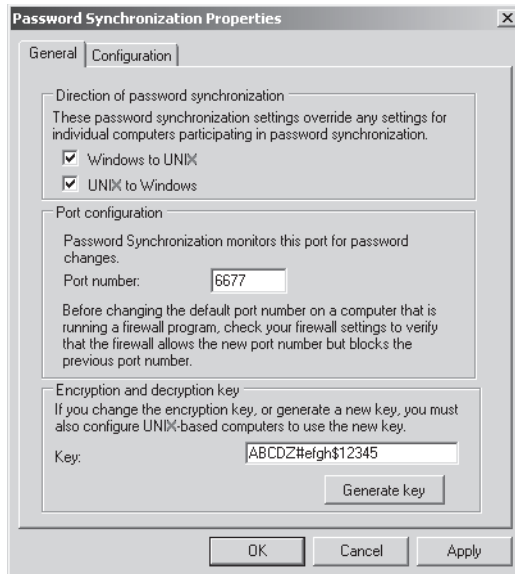 Password Synchronization Properties
General
Configuration
Direction of password synchronization
These password synchronization settings override any settings for
individual computers participating in password synchronization.
Windows to UNIX
UNIX to Windows
Port configuration
Password Synchronization monitors this port for password
changes.
Port number:
6677
Before changing the default port number on a computer that is
running a firewall program, check your firewall settings to verify
that the firewall allows the new port number but blocks the
previous port number.
Encryption and decryption key
If you change the encryption key, or generate a new key, you must
also configure UNIX-based computers to use the new key.
Key:
ABCDZ#efgh$12345
Generate key
OK
Cancel
Apply